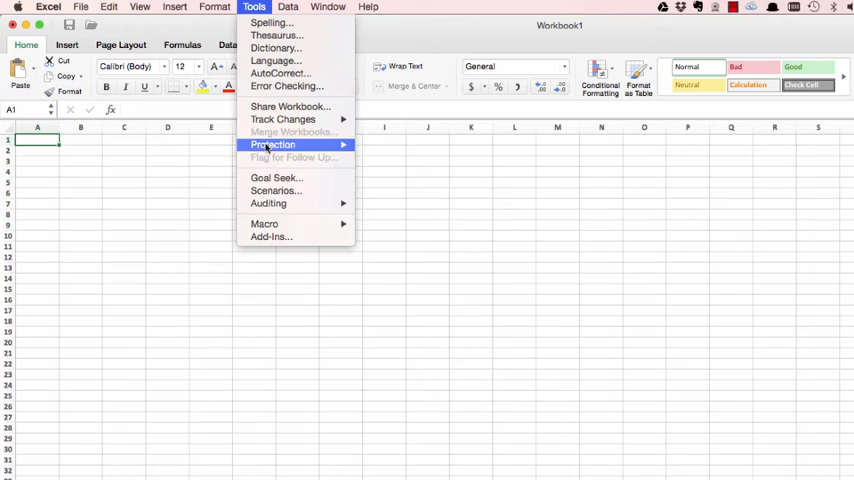 Excel File Edit View Insert Format Tools Data Window Help
Workbook1
Home Insert Page Layout Formulas
Cut
Copy
Format
Paste
Calibri (Body) 12 A
B I U A
Wrap Text
Merge & Center
General
$ %
Conditional Formatting
Format as Table
Normal Bad Good
Neutral Calculation Check Cell
A1 fx
A B C D E I J K L M N O P Q R S
Spelling...
Thesaurus...
Dictionary...
Language...
AutoCorrect...
Error Checking...
Share Workbook...
Track Changes
Merge Workbooks...
Protection
Flag for Follow Up...
Goal Seek...
Scenarios...
Auditing
Macro
Add-Ins...
1
2
3
4
5
6
7
8
9
10
11
12
13
14
15
16
17
18
19
20
21
22
23
24
25
26
27
28
29
30
31
32